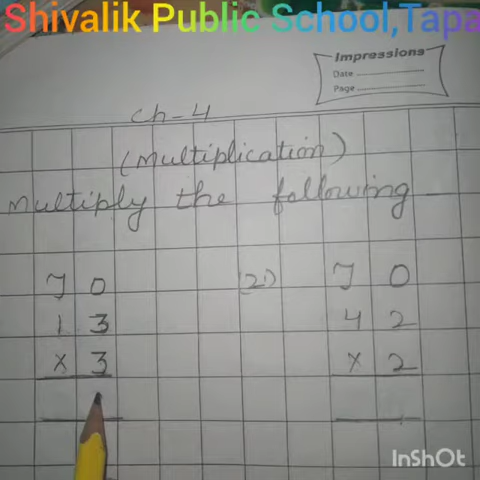 Shivalik Public School,Tapa
Impressions
Date
Page
Ch-4
(Multiplication)
Multiply the following
T O (2) T O
1 3 4 2
x 3 x 2
InShOt